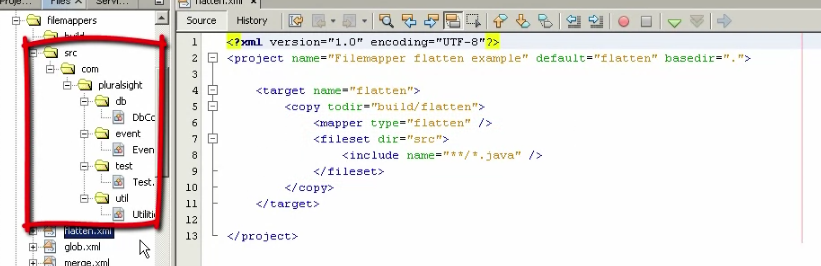 Files
Servi...
flatten.xml
Source History
filemappers
build
src
com
pluralsight
db
DbCo
event
Even
test
Test.
util
Utilitie
flatten.xml
glob.xml
merge.xml
1 <?xml version="1.0" encoding="UTF-8"?>
2 <project name="Filemapper flatten example" default="flatten" basedir=".">
3
4 <target name="flatten">
5 <copy todir="build/flatten">
6 <mapper type="flatten" />
7 <fileset dir="src">
8 <include name="**/*.java" />
9 </fileset>
10 </copy>
11 </target>
12
13 </project>